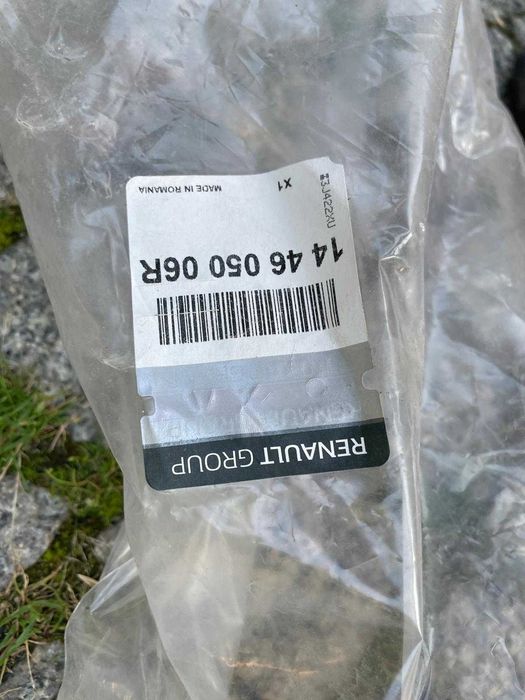 RENAULT GROUP
14 46 050 06R
X1 MADE IN ROMANIA